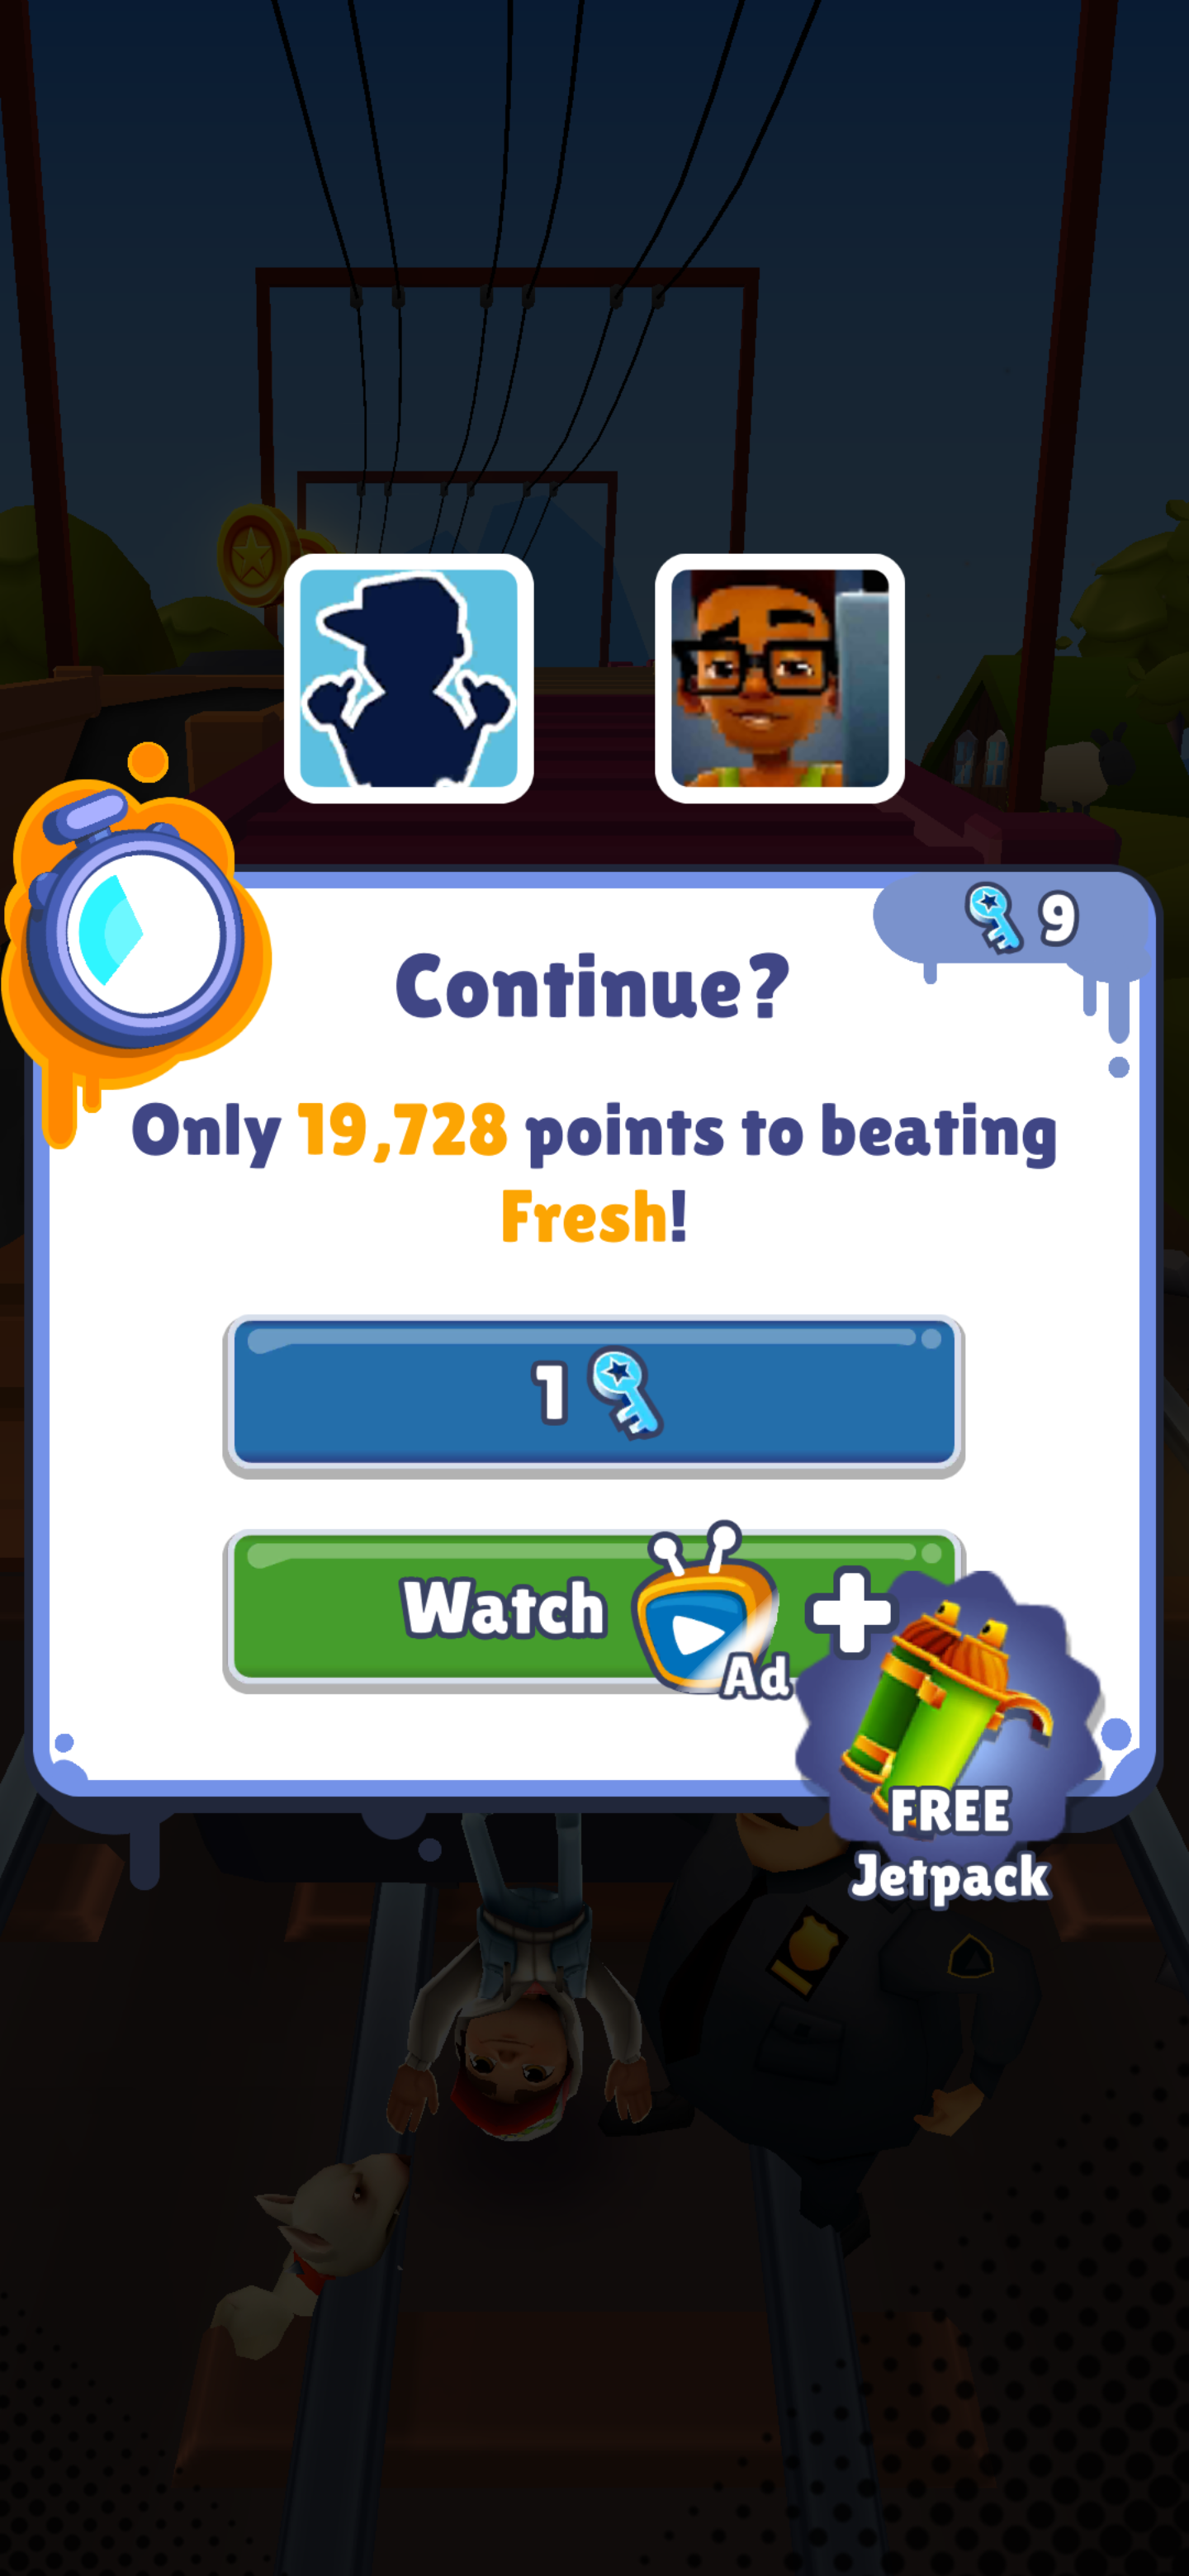 9
Continue?
Only 19,728 points to beating
Fresh!
1
Watch
Ad
FREE
Jetpack